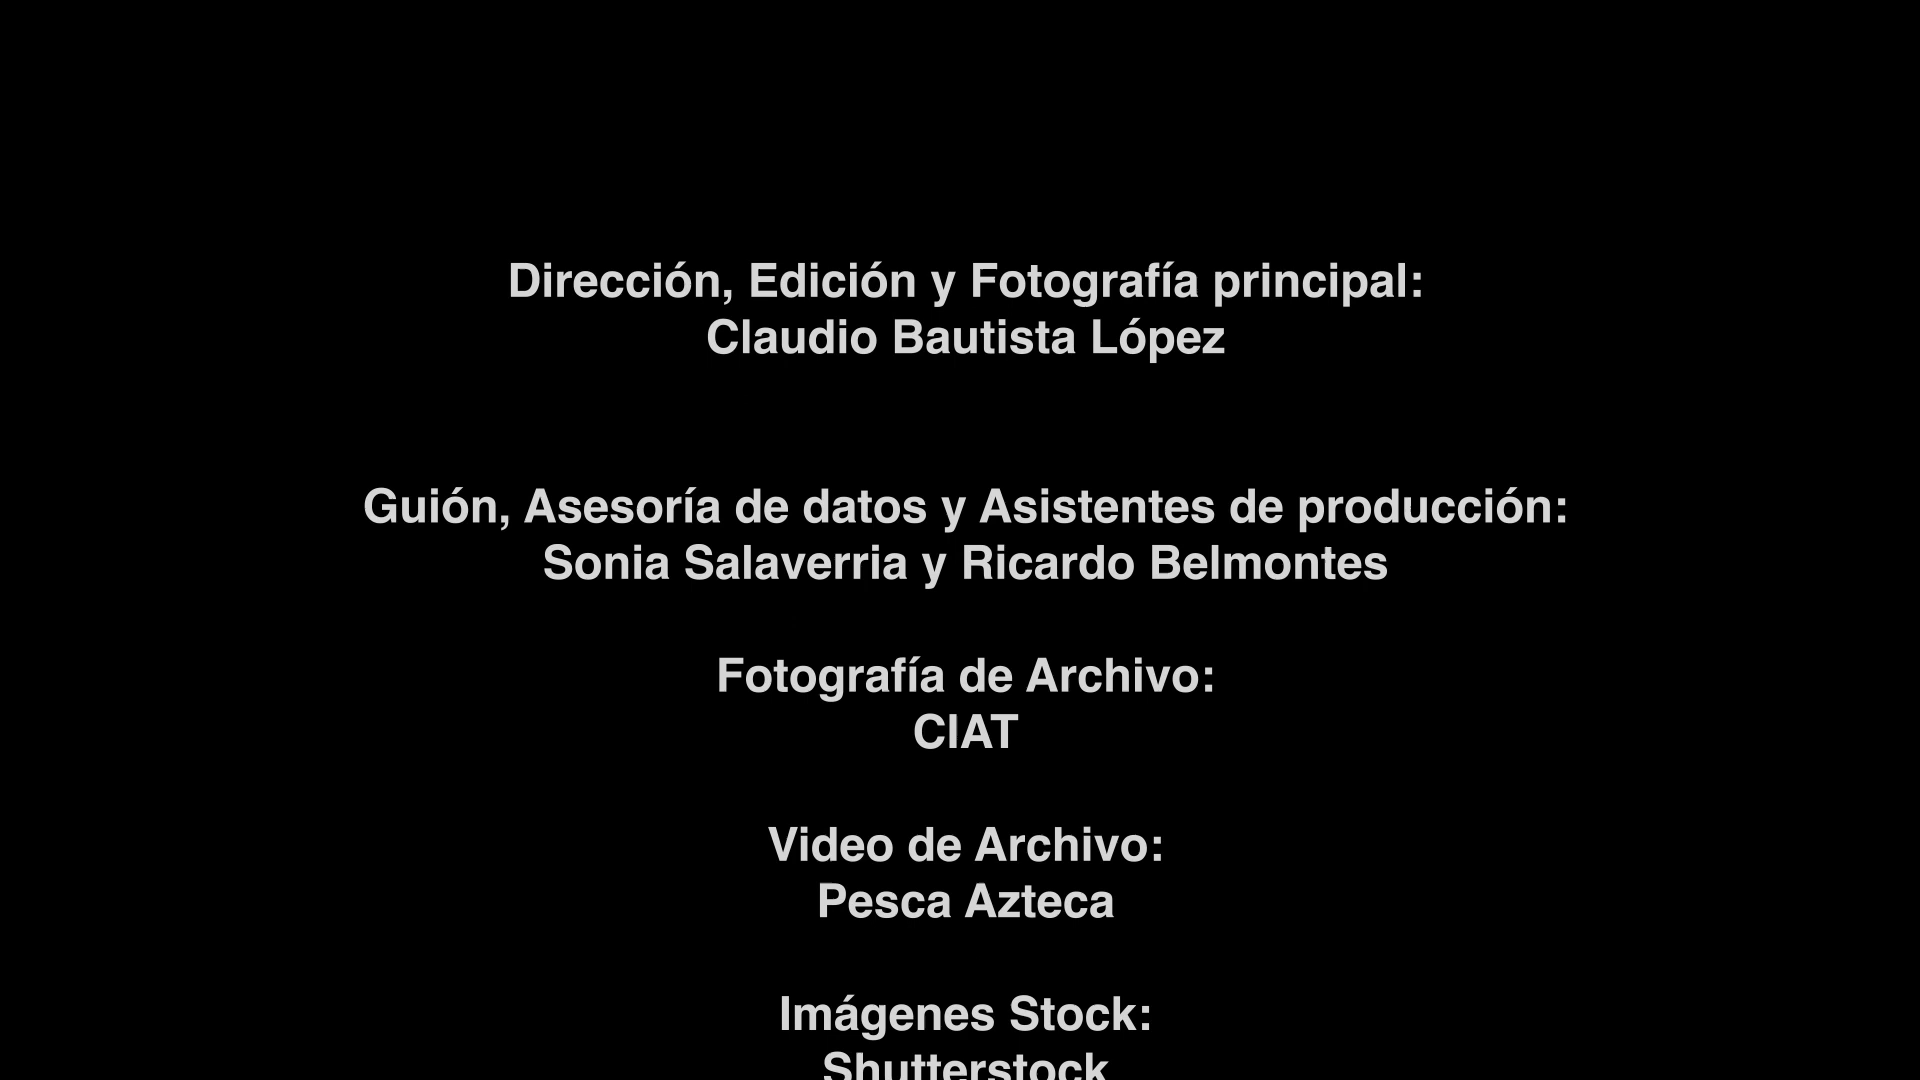 Dirección, Edición y Fotografía principal:
Claudio Bautista López
Guión, Asesoría de datos y Asistentes de producción:
Sonia Salaverria y Ricardo Belmontes
Fotografía de Archivo:
CIAT
Video de Archivo:
Pesca Azteca
Imágenes Stock:
Shutterstock